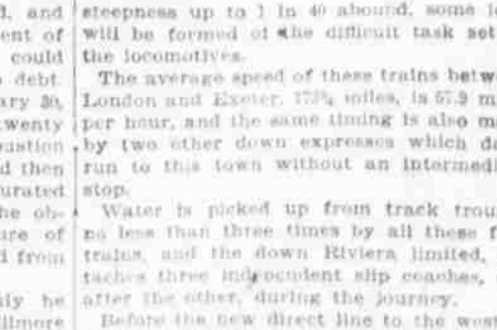 d, and
ent of
could
debt.
ary 30,
twenty
d then
urated
he ob-
ure of
d from
he
llmore
steepness up to 1 in 40 abound, some
will be formed of the difficult task set
the locomotives.
The average speed of these trains betw
London and Exeter, 173¾ miles, is 57.9 m
per hour, and the same timing is also m
by two other down expresses which da
run to this town without an intermedi
stop.
Water is picked up from track trou
no less than three times by all these f
trains, and the down Riviera limited,
taches three independent slip coaches,
after the other, during the journey.
Before the new direct line to the west